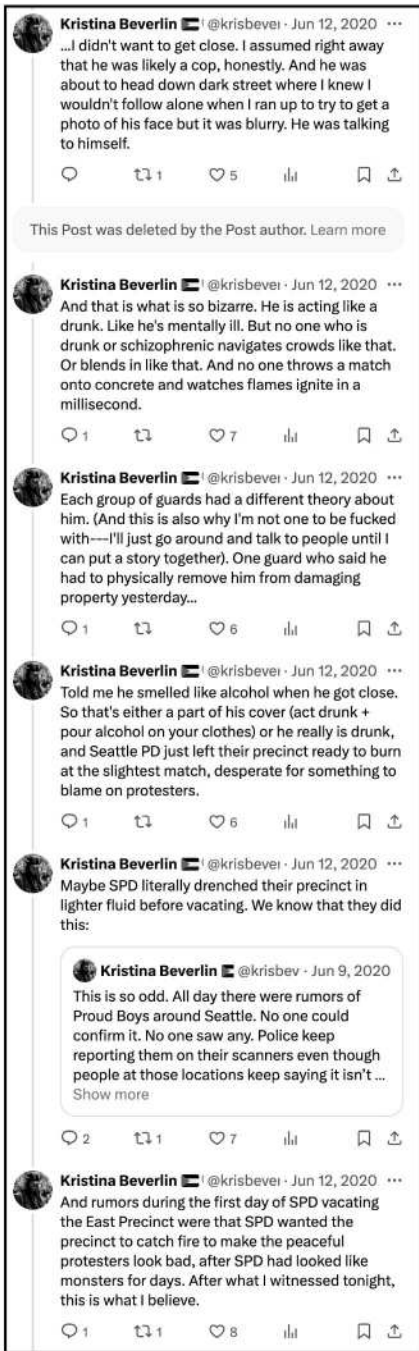 Kristina Beverlin @krisbever · Jun 12, 2020 ···
...I didn't want to get close. I assumed right away
that he was likely a cop, honestly. And he was
about to head down dark street where I knew I
wouldn't follow alone when I ran up to try to get a
photo of his face but it was blurry. He was talking
to himself.
1 5
This Post was deleted by the Post author. Learn more
Kristina Beverlin @krisbever · Jun 12, 2020 ···
And that is what is so bizarre. He is acting like a
drunk. Like he's mentally ill. But no one who is
drunk or schizophrenic navigates crowds like that.
Or blends in like that. And no one throws a match
onto concrete and watches flames ignite in a
millisecond.
1 7
Kristina Beverlin @krisbever · Jun 12, 2020 ···
Each group of guards had a different theory about
him. (And this is also why I'm not one to be fucked
with---I'll just go around and talk to people until I
can put a story together). One guard who said he
had to physically remove him from damaging
property yesterday...
1 6
Kristina Beverlin @krisbever · Jun 12, 2020 ···
Told me he smelled like alcohol when he got close.
So that's either a part of his cover (act drunk +
pour alcohol on your clothes) or he really is drunk,
and Seattle PD just left their precinct ready to burn
at the slightest match, desperate for something to
blame on protesters.
1 6
Kristina Beverlin @krisbever · Jun 12, 2020 ···
Maybe SPD literally drenched their precinct in
lighter fluid before vacating. We know that they did
this:
Kristina Beverlin @krisbev · Jun 9, 2020
This is so odd. All day there were rumors of
Proud Boys around Seattle. No one could
confirm it. No one saw any. Police keep
reporting them on their scanners even though
people at those locations keep saying it isn't ...
Show more
2 1 7
Kristina Beverlin @krisbever · Jun 12, 2020 ···
And rumors during the first day of SPD vacating
the East Precinct were that SPD wanted the
precinct to catch fire to make the peaceful
protesters look bad, after SPD had looked like
monsters for days. After what I witnessed tonight,
this is what I believe.
1 1 8